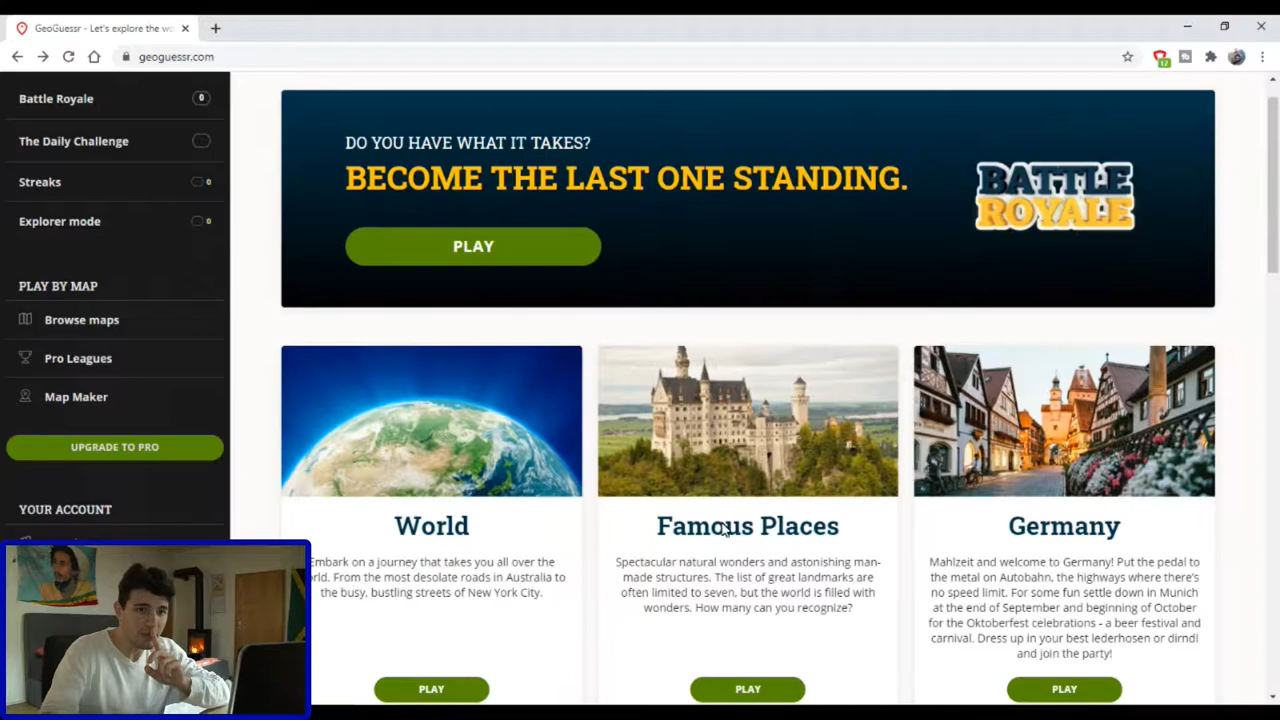 GeoGuessr - Let's explore the wo
geoguessr.com
12
Battle Royale 0
The Daily Challenge
Streaks 0
Explorer mode 0
PLAY BY MAP
Browse maps
Pro Leagues
Map Maker
UPGRADE TO PRO
YOUR ACCOUNT
DO YOU HAVE WHAT IT TAKES?
BECOME THE LAST ONE STANDING.
PLAY
BATTLE
ROYALE
World
Embark on a journey that takes you all over the
rld. From the most desolate roads in Australia to
the busy, bustling streets of New York City.
PLAY
Famous Places
Spectacular natural wonders and astonishing man-
made structures. The list of great landmarks are
often limited to seven, but the world is filled with
wonders. How many can you recognize?
PLAY
Germany
Mahlzeit and welcome to Germany! Put the pedal to
the metal on Autobahn, the highways where there's
no speed limit. For some fun settle down in Munich
at the end of September and beginning of October
for the Oktoberfest celebrations - a beer festival and
carnival. Dress up in your best lederhosen or dirndl
and join the party!
PLAY